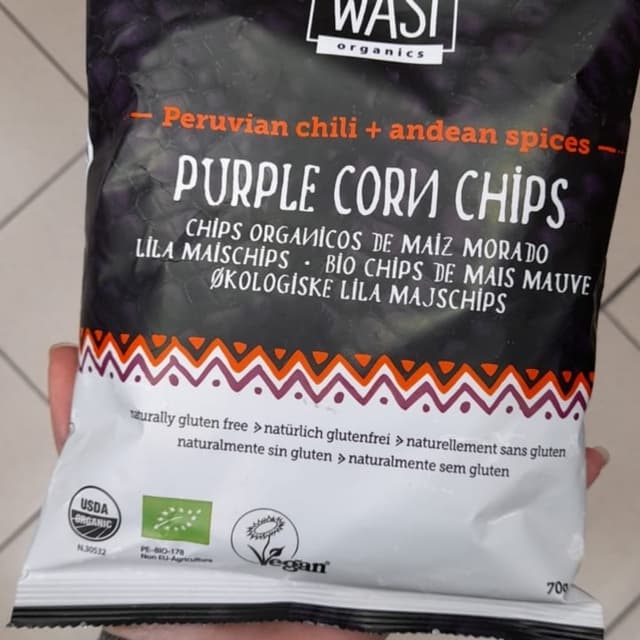 WASI
organics
Peruvian chili + andean spices
PURPLE CORN CHIPS
CHIPS ORGANICOS DE MAIZ MORADO
LILA MAISCHIPS · BIO CHIPS DE MAIS MAUVE
ØKOLOGISKE LILA MAJSCHIPS
naturally gluten free > natürlich glutenfrei > naturellement sans gluten
naturalmente sin gluten > naturalmente sem gluten
USDA
ORGANIC
N.30532
PE-BIO-178
Non EU-Agriculture
Vegan
70g